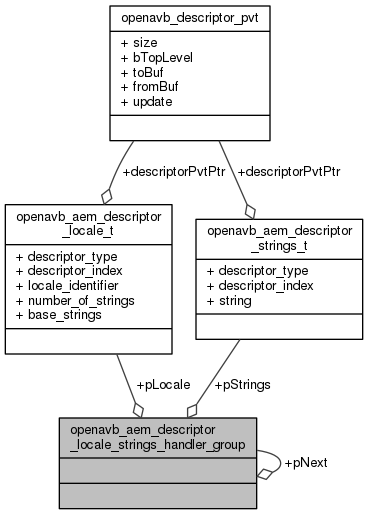 openavb_descriptor_pvt
+ size
+ bTopLevel
+ toBuf
+ fromBuf
+ update
+descriptorPvtPtr
+descriptorPvtPtr
openavb_aem_descriptor
_locale_t
+ descriptor_type
+ descriptor_index
+ locale_identifier
+ number_of_strings
+ base_strings
openavb_aem_descriptor
_strings_t
+ descriptor_type
+ descriptor_index
+ string
+pLocale
+pStrings
openavb_aem_descriptor
_locale_strings_handler_group
+pNext